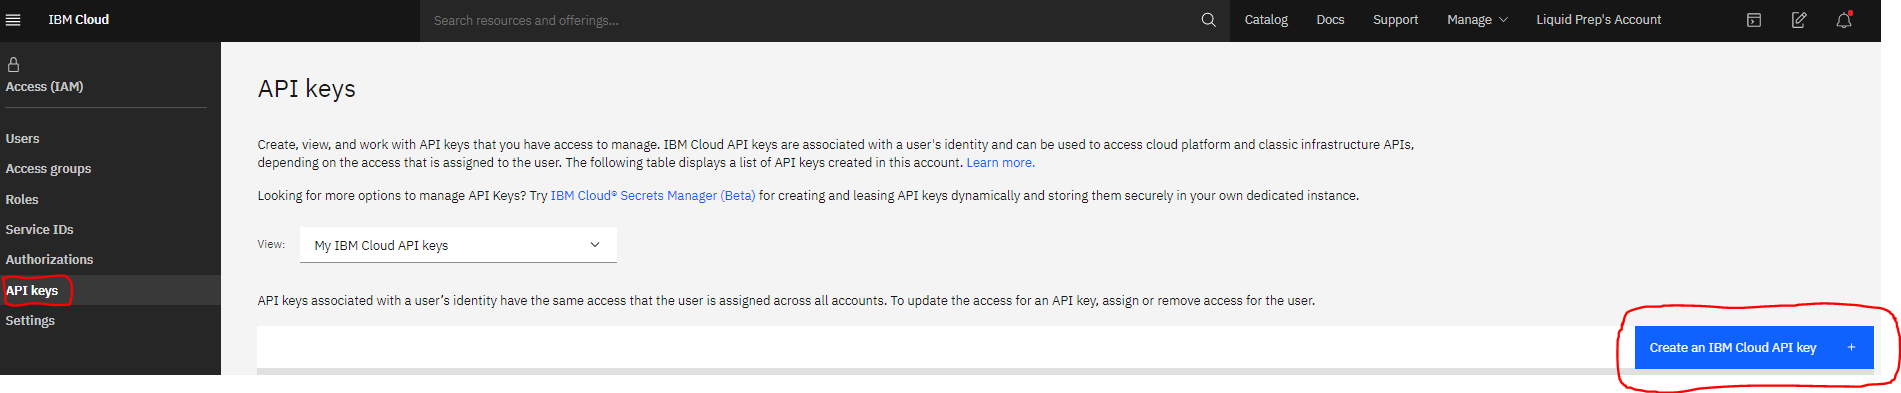 IBM Cloud
Search resources and offerings...
Catalog
Docs
Support
Manage
Liquid Prep's Account
Access (IAM)
Users
Access groups
Roles
Service IDs
Authorizations
API keys
Settings
API keys
Create, view, and work with API keys that you have access to manage. IBM Cloud API keys are associated with a user's identity and can be used to access cloud platform and classic infrastructure APIs,
depending on the access that is assigned to the user. The following table displays a list of API keys created in this account. Learn more.
Looking for more options to manage API Keys? Try IBM Cloud® Secrets Manager (Beta) for creating and leasing API keys dynamically and storing them securely in your own dedicated instance.
View:
My IBM Cloud API keys
API keys associated with a user’s identity have the same access that the user is assigned across all accounts. To update the access for an API key, assign or remove access for the user.
Create an IBM Cloud API key +